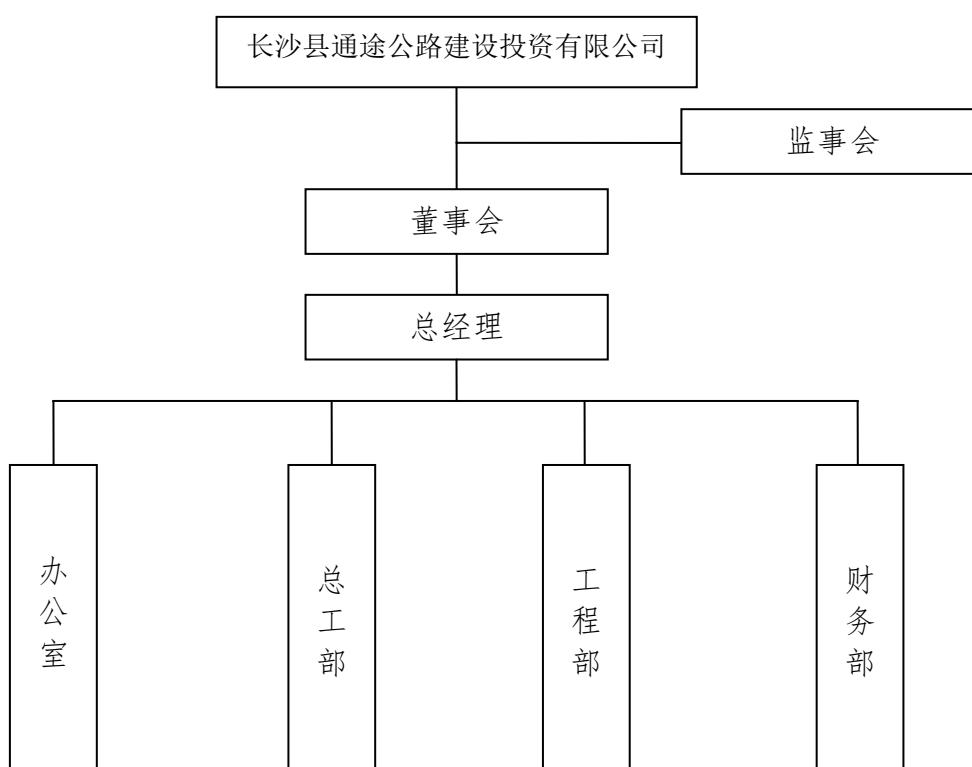 长沙县通途公路建设投资有限公司
监事会
董事会
总经理
办公室
总工部
工程部
财务部